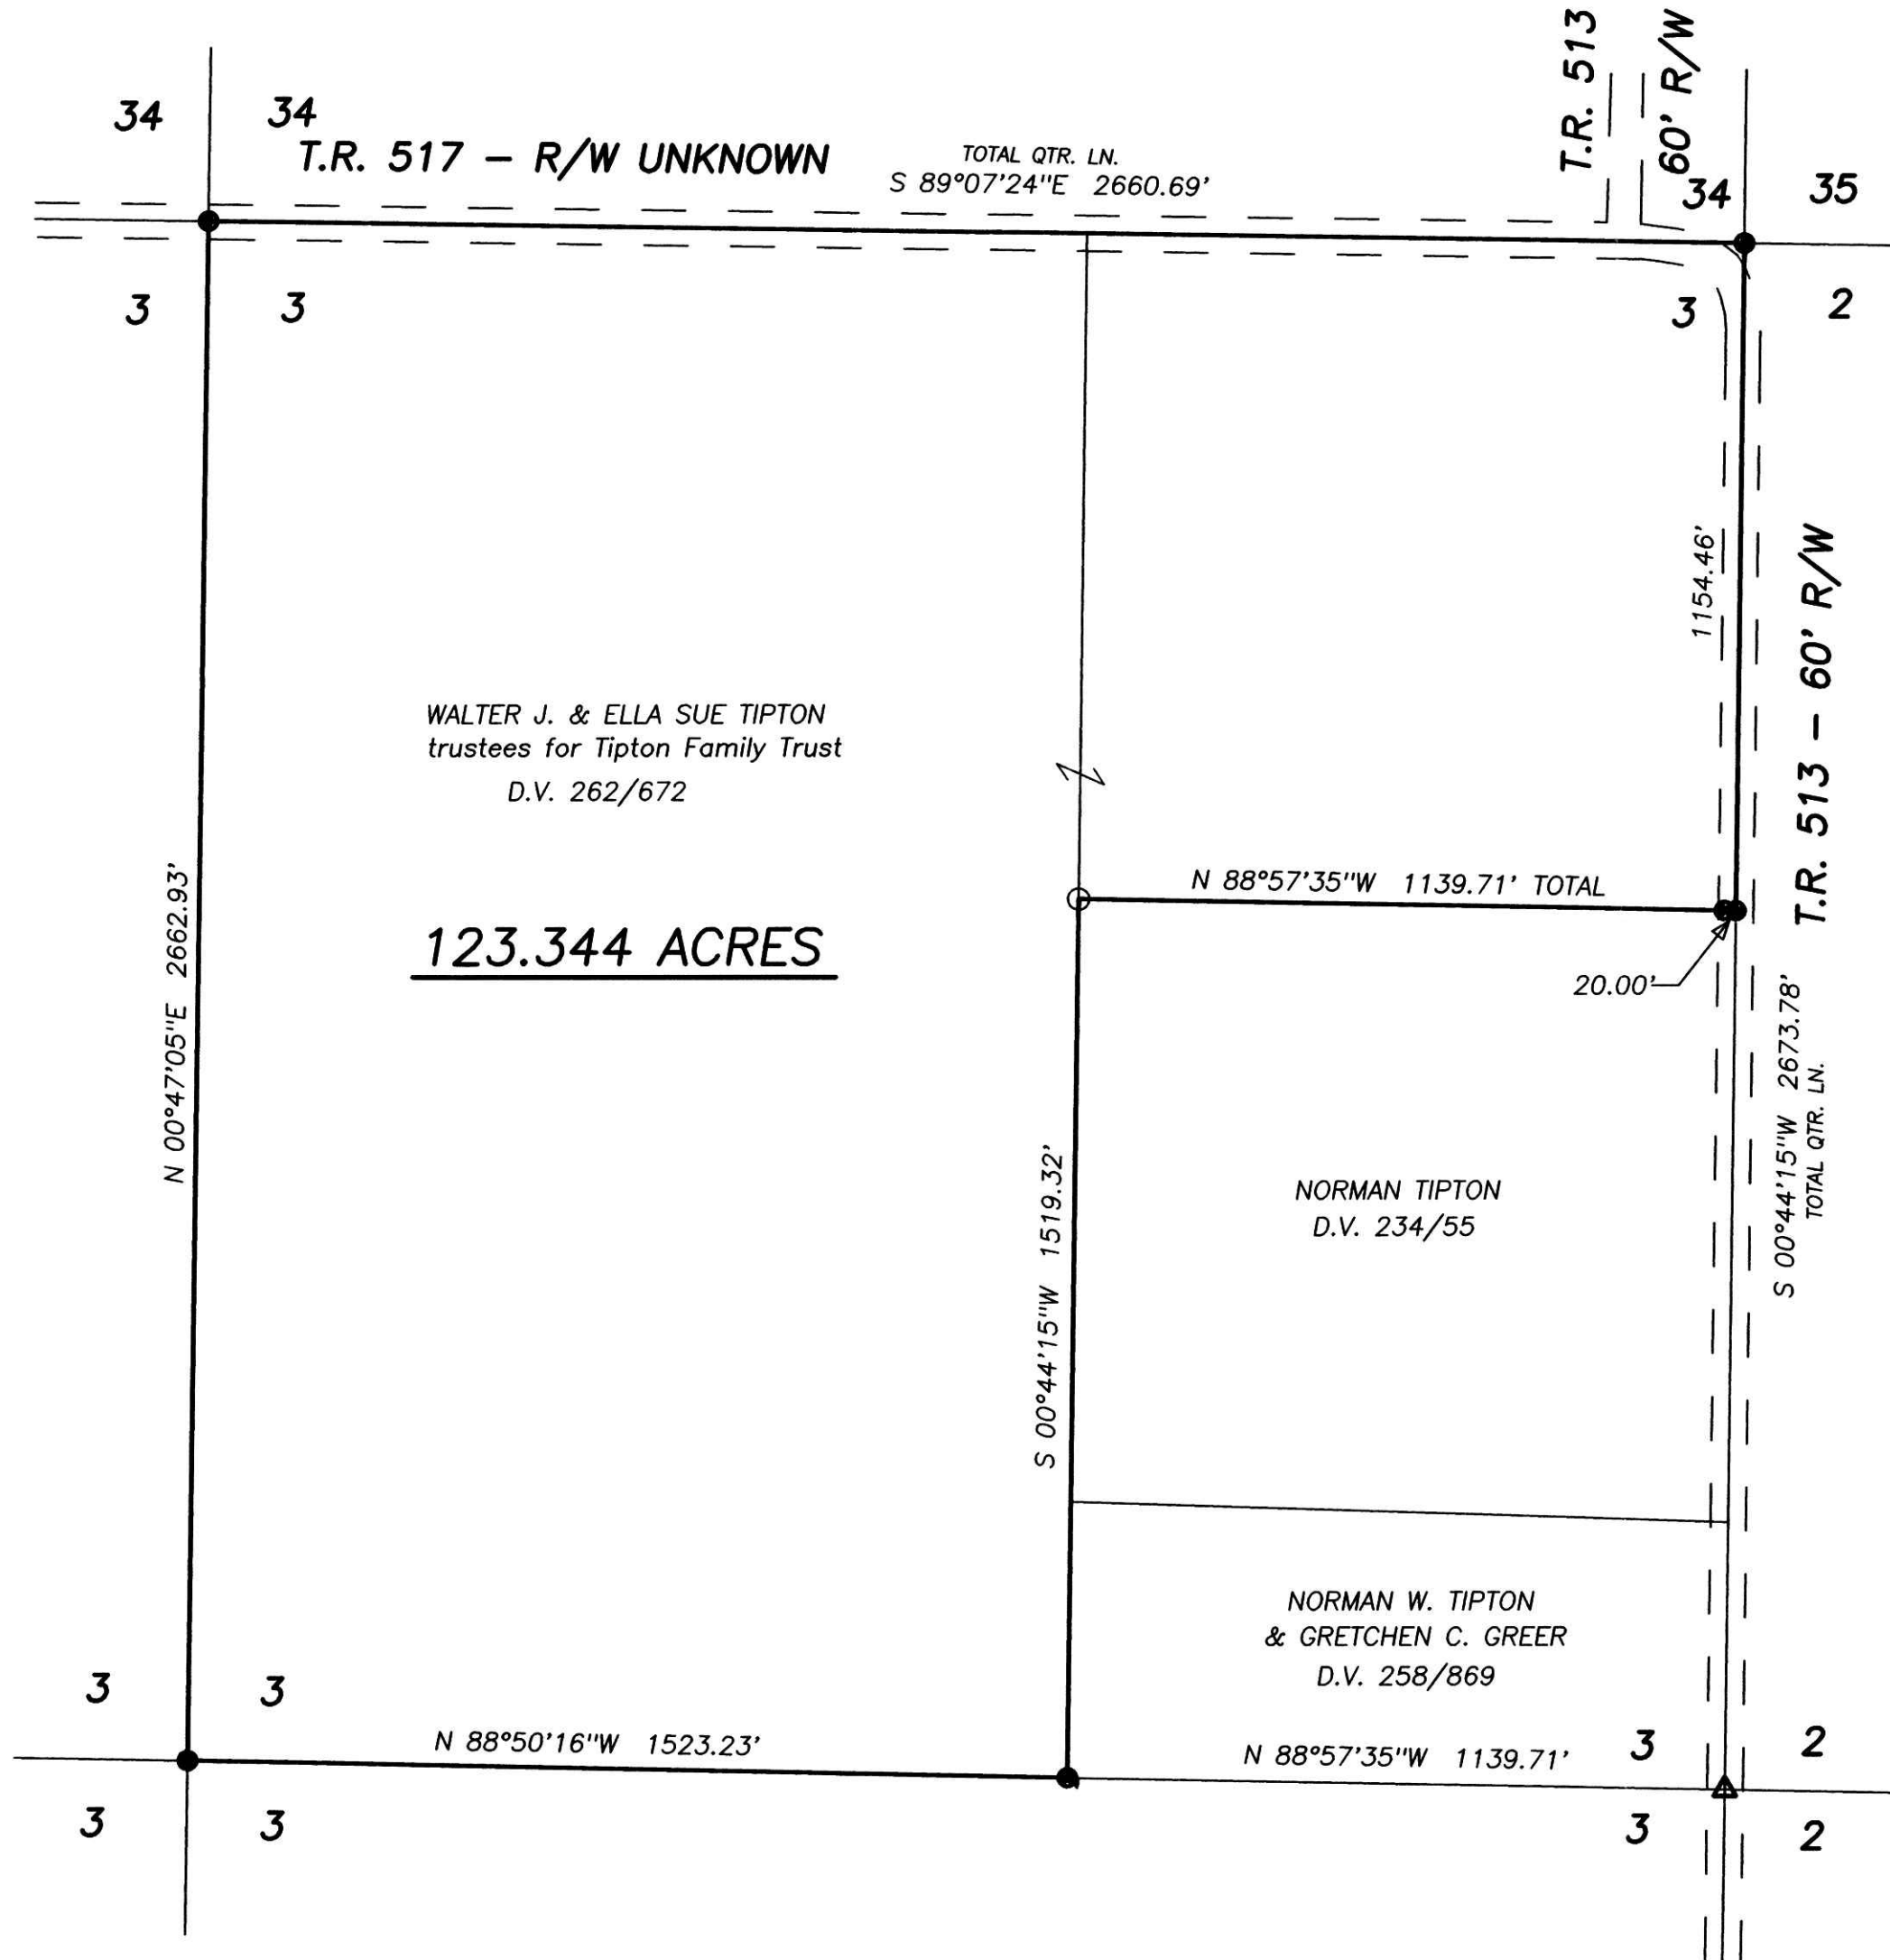 T.R. 513
60' R/W
34
34
T.R. 517 – R/W UNKNOWN
TOTAL QTR. LN.
S 89°07'24"E 2660.69'
34
35
3
3
3
2
1154.46'
T.R. 513 – 60' R/W
WALTER J. & ELLA SUE TIPTON
trustees for Tipton Family Trust
D.V. 262/672
N 88°57'35"W 1139.71' TOTAL
123.344 ACRES
20.00'
N 00°47'05"E 2662.93'
S 00°44'15"W 2673.78'
TOTAL QTR. LN.
S 00°44'15"W 1519.32'
NORMAN TIPTON
D.V. 234/55
NORMAN W. TIPTON
& GRETCHEN C. GREER
D.V. 258/869
3
3
N 88°50'16"W 1523.23'
N 88°57'35"W 1139.71'
3
2
3
3
3
2